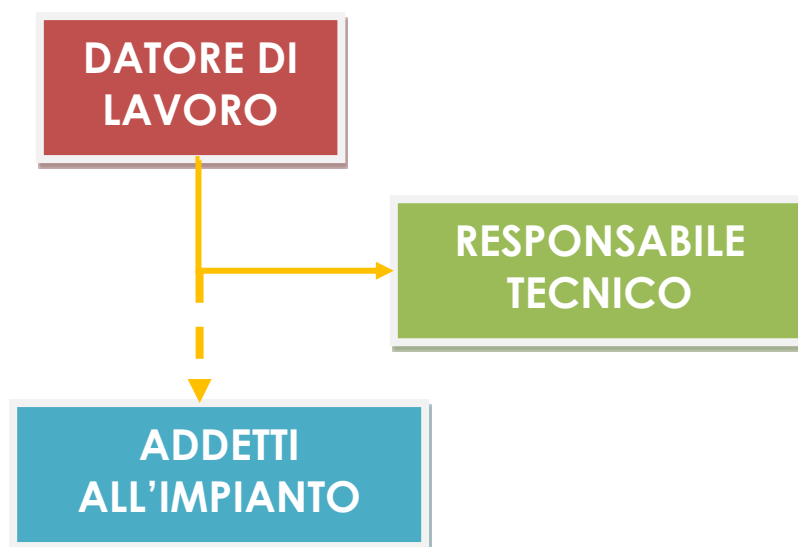 DATORE DI
LAVORO
RESPONSABILE
TECNICO
ADDETTI
ALL’IMPIANTO